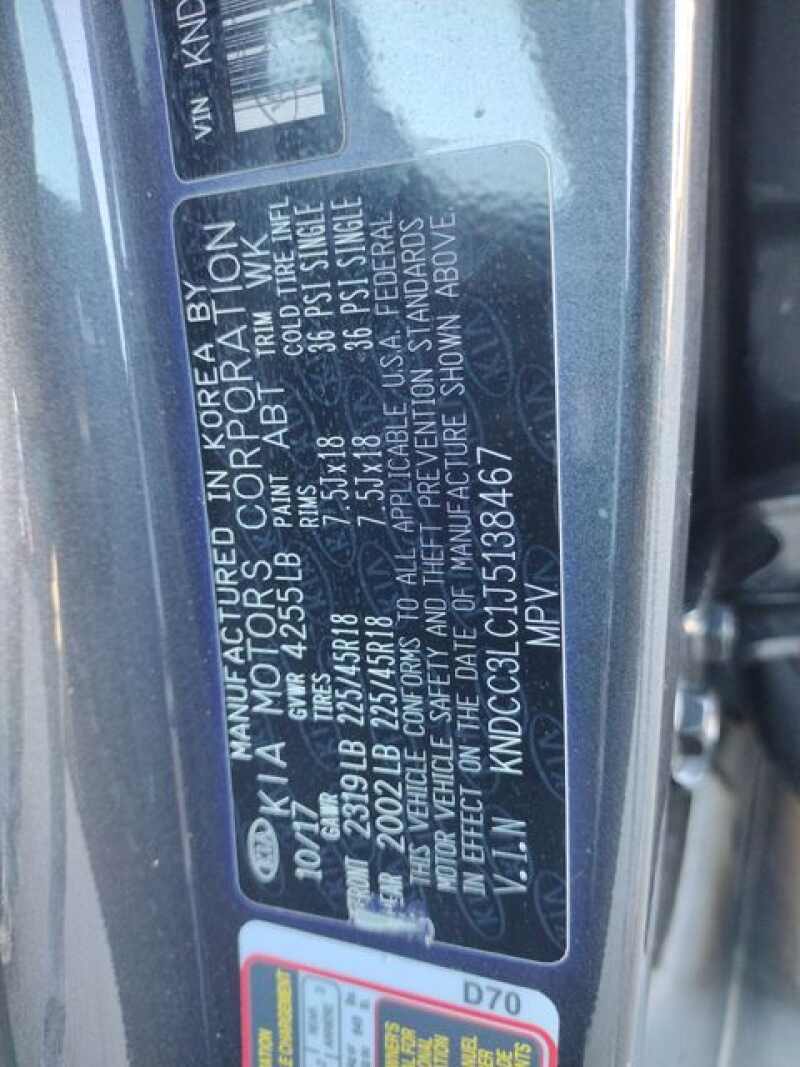 VIN KND
MANUFACTURED IN KOREA BY
KIA KIA MOTORS CORPORATION
10/17 GVWR 4255LB PAINT ABT TRIM WK
GAWR TIRES RIMS COLD TIRE INFL
FRONT 2319LB 225/45R18 7.5Jx18 36 PSI SINGLE
REAR 2002LB 225/45R18 7.5Jx18 36 PSI SINGLE
THIS VEHICLE CONFORMS TO ALL APPLICABLE U.S.A. FEDERAL
MOTOR VEHICLE SAFETY AND THEFT PREVENTION STANDARDS
IN EFFECT ON THE DATE OF MANUFACTURE SHOWN ABOVE.
V.I.N KNDCC3LC1J5138467
MPV
D70